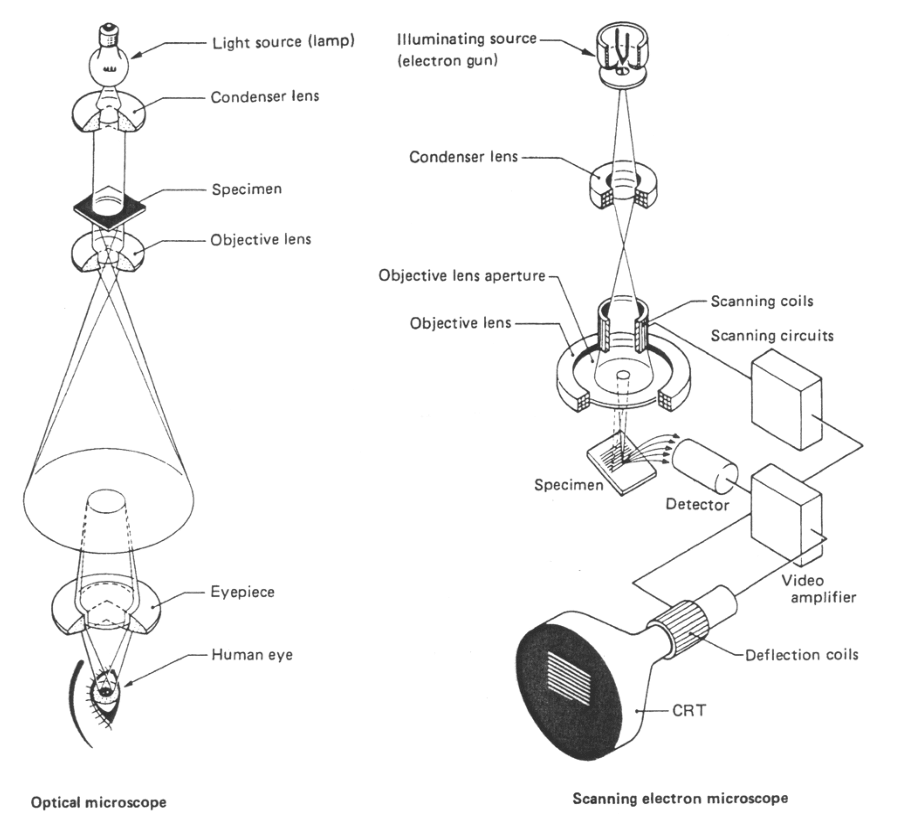 Light source (lamp)
Condenser lens
Specimen
Objective lens
Eyepiece
Human eye
Optical microscope
Illuminating source
(electron gun)
Condenser lens
Objective lens aperture
Scanning coils
Objective lens
Scanning circuits
Specimen
Detector
Video
amplifier
Deflection coils
CRT
Scanning electron microscope